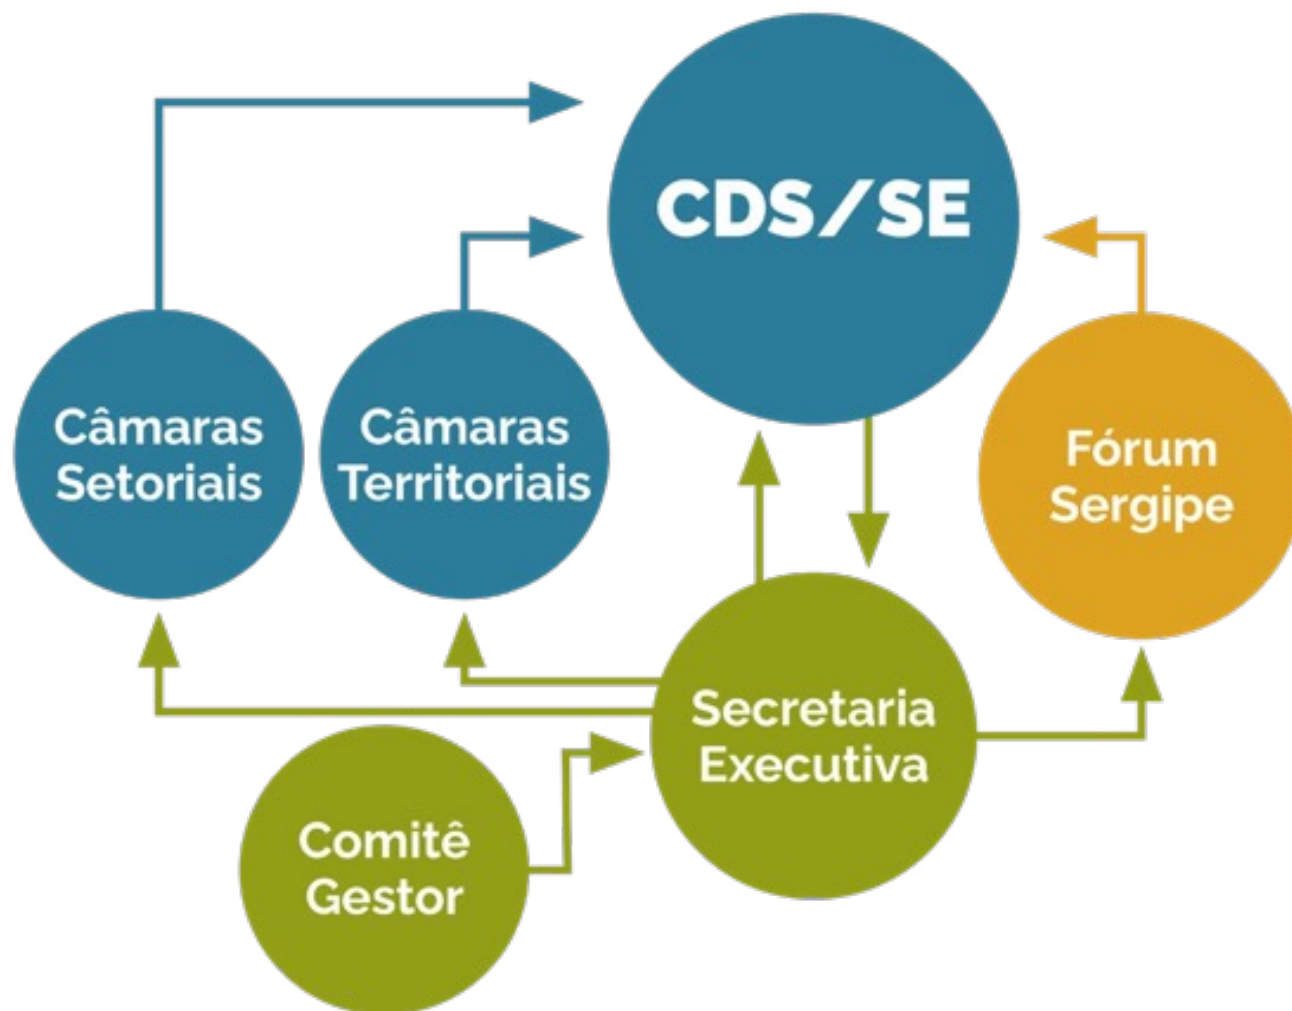 CDS/SE
Câmaras
Setoriais
Câmaras
Territoriais
Fórum
Sergipe
Secretaria
Executiva
Comitê
Gestor